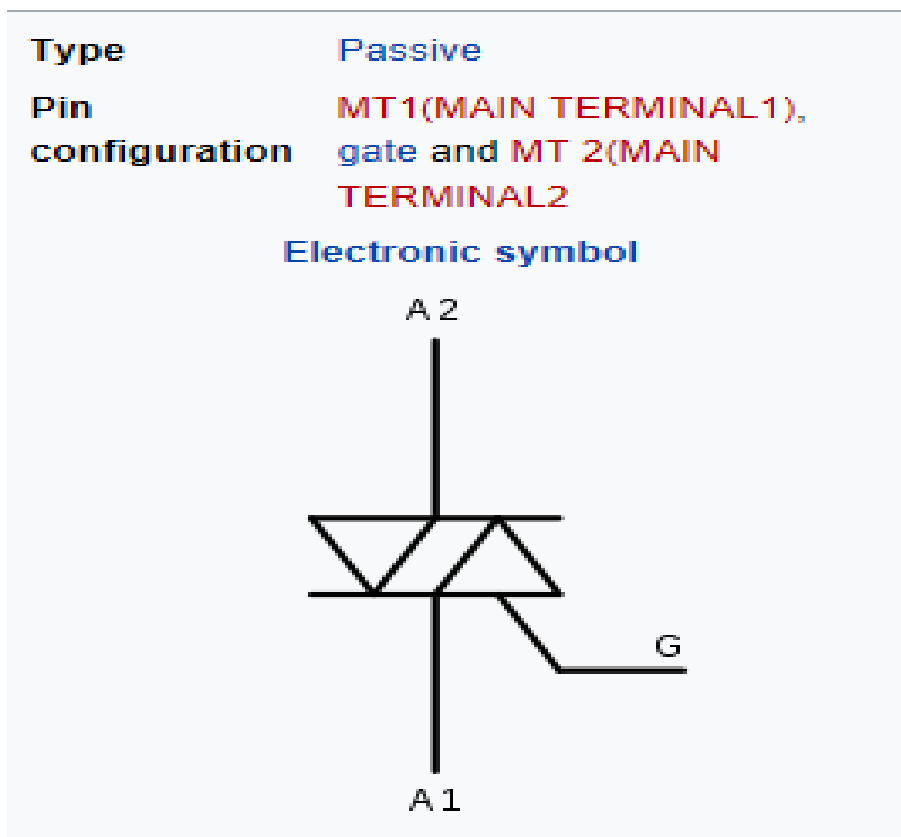 Type Passive
Pin MT1(MAIN TERMINAL1),
configuration gate and MT 2(MAIN
TERMINAL2
Electronic symbol
A 2
G
A 1